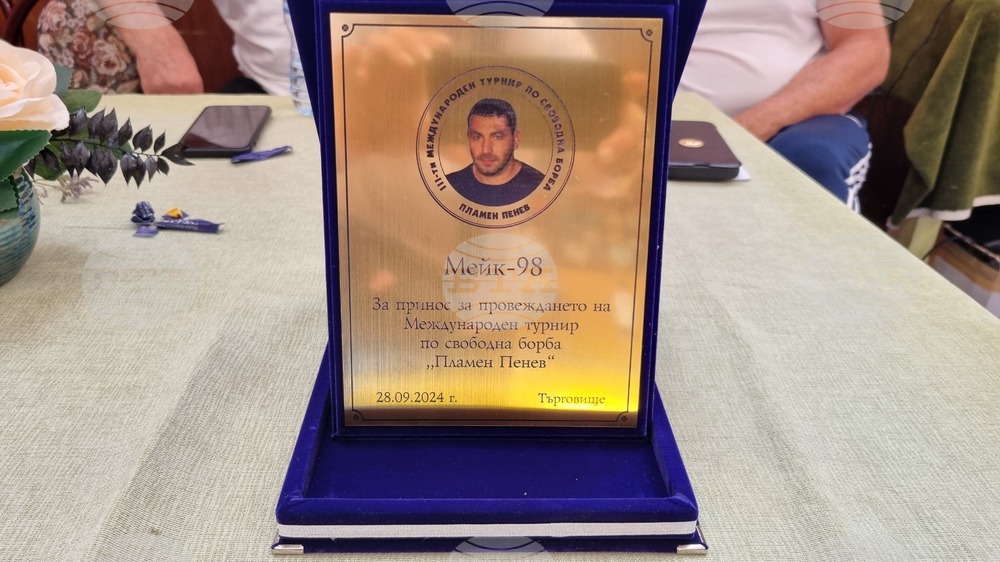 III-ти МЕЖДУНАРОДЕН ТУРНИР ПО СВОБОДНА БОРБА
ПЛАМЕН ПЕНЕВ
Мейк-98
За принос за провеждането на
Международен турнир
по свободна борба
„Пламен Пенев“
28.09.2024 г. Търговище